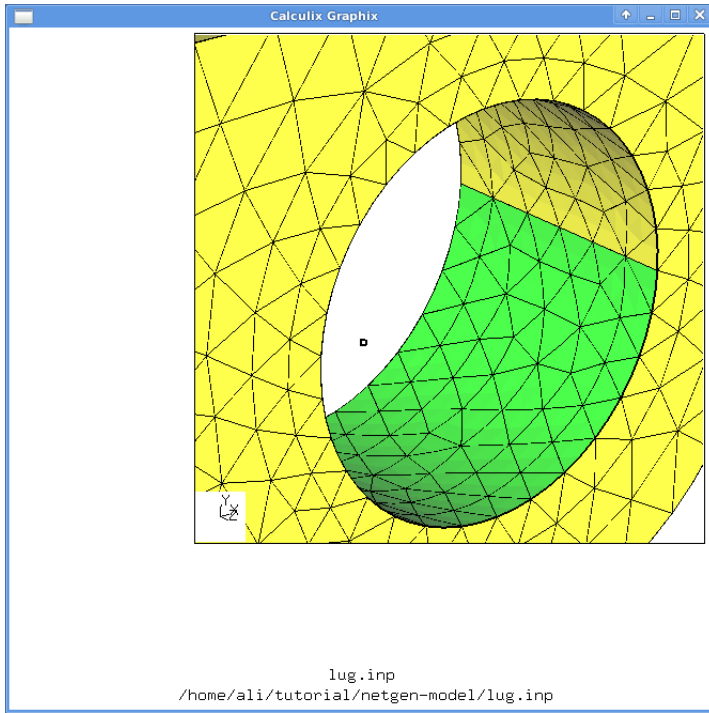 Calculix Graphix
Y
X
Z
lug.inp
/home/ali/tutorial/netgen-model/lug.inp